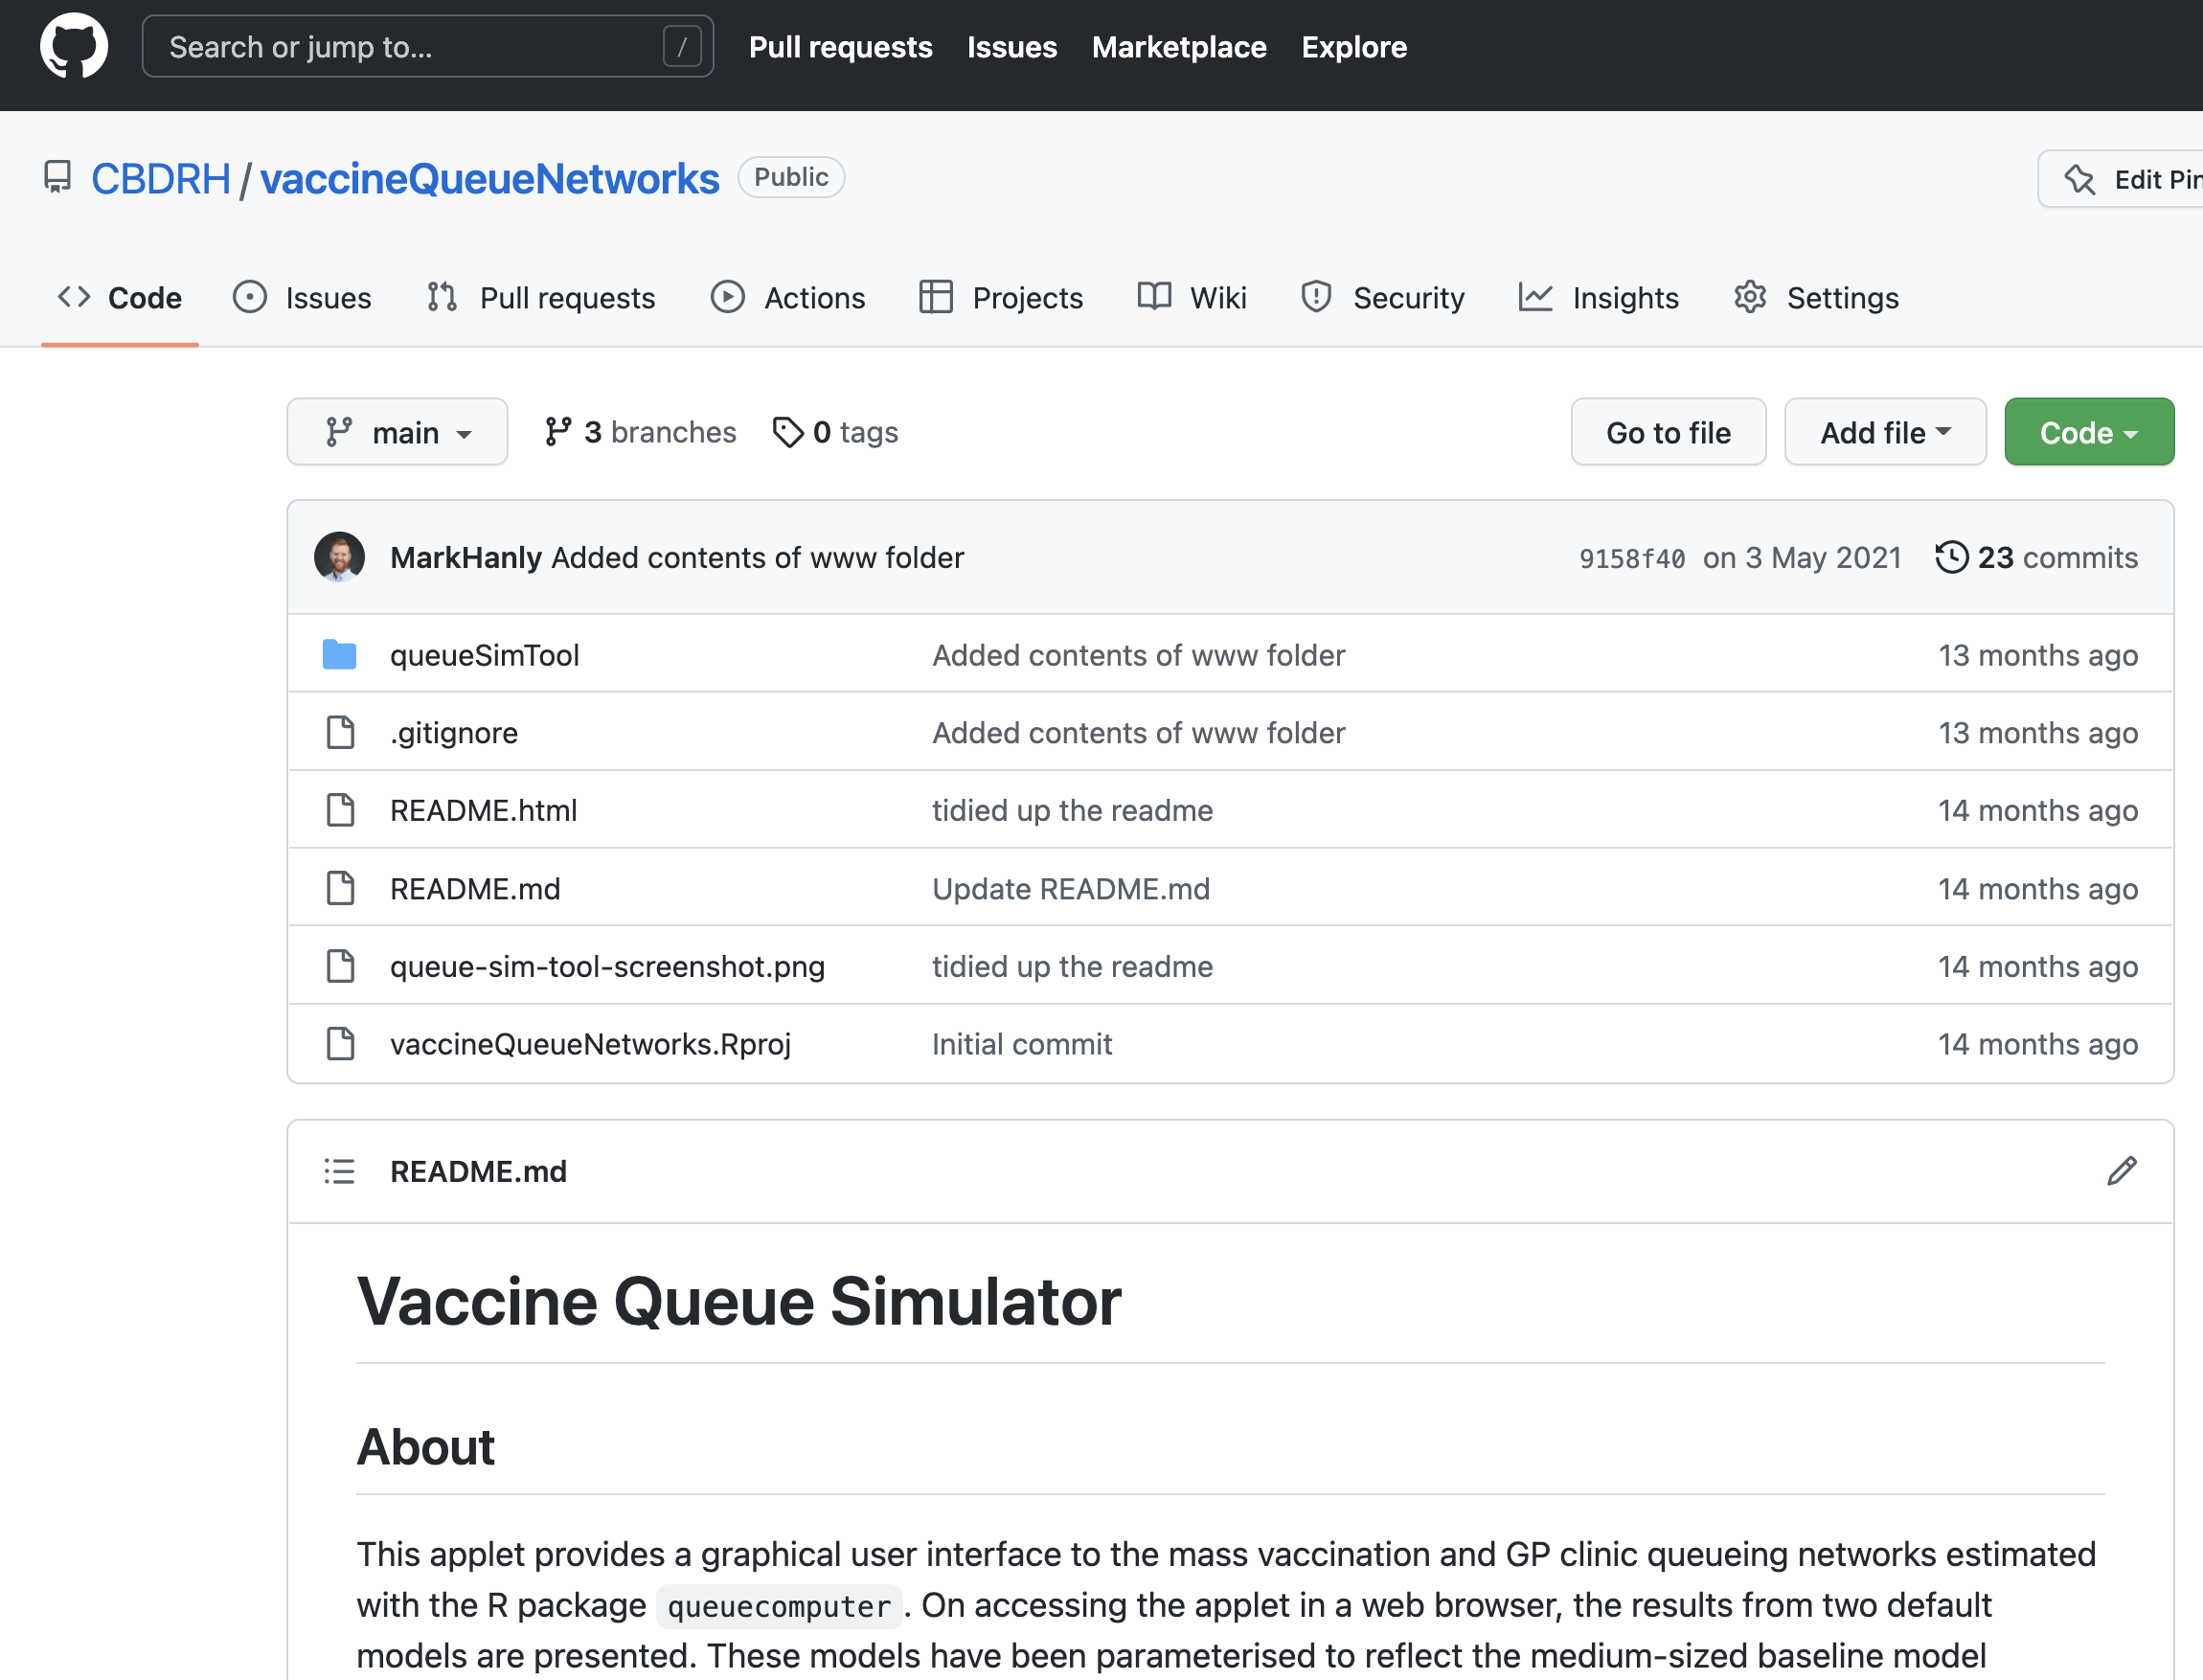 Search or jump to... / Pull requests Issues Marketplace Explore
CBDRH / vaccineQueueNetworks Public Edit Pin
Code Issues Pull requests Actions Projects Wiki Security Insights Settings
main 3 branches 0 tags Go to file Add file Code
MarkHanly Added contents of www folder 9158f40 on 3 May 2021 23 commits
queueSimTool Added contents of www folder 13 months ago
.gitignore Added contents of www folder 13 months ago
README.html tidied up the readme 14 months ago
README.md Update README.md 14 months ago
queue-sim-tool-screenshot.png tidied up the readme 14 months ago
vaccineQueueNetworks.Rproj Initial commit 14 months ago
README.md
Vaccine Queue Simulator
About
This applet provides a graphical user interface to the mass vaccination and GP clinic queueing networks estimated
with the R package queuecomputer. On accessing the applet in a web browser, the results from two default
models are presented. These models have been parameterised to reflect the medium-sized baseline model